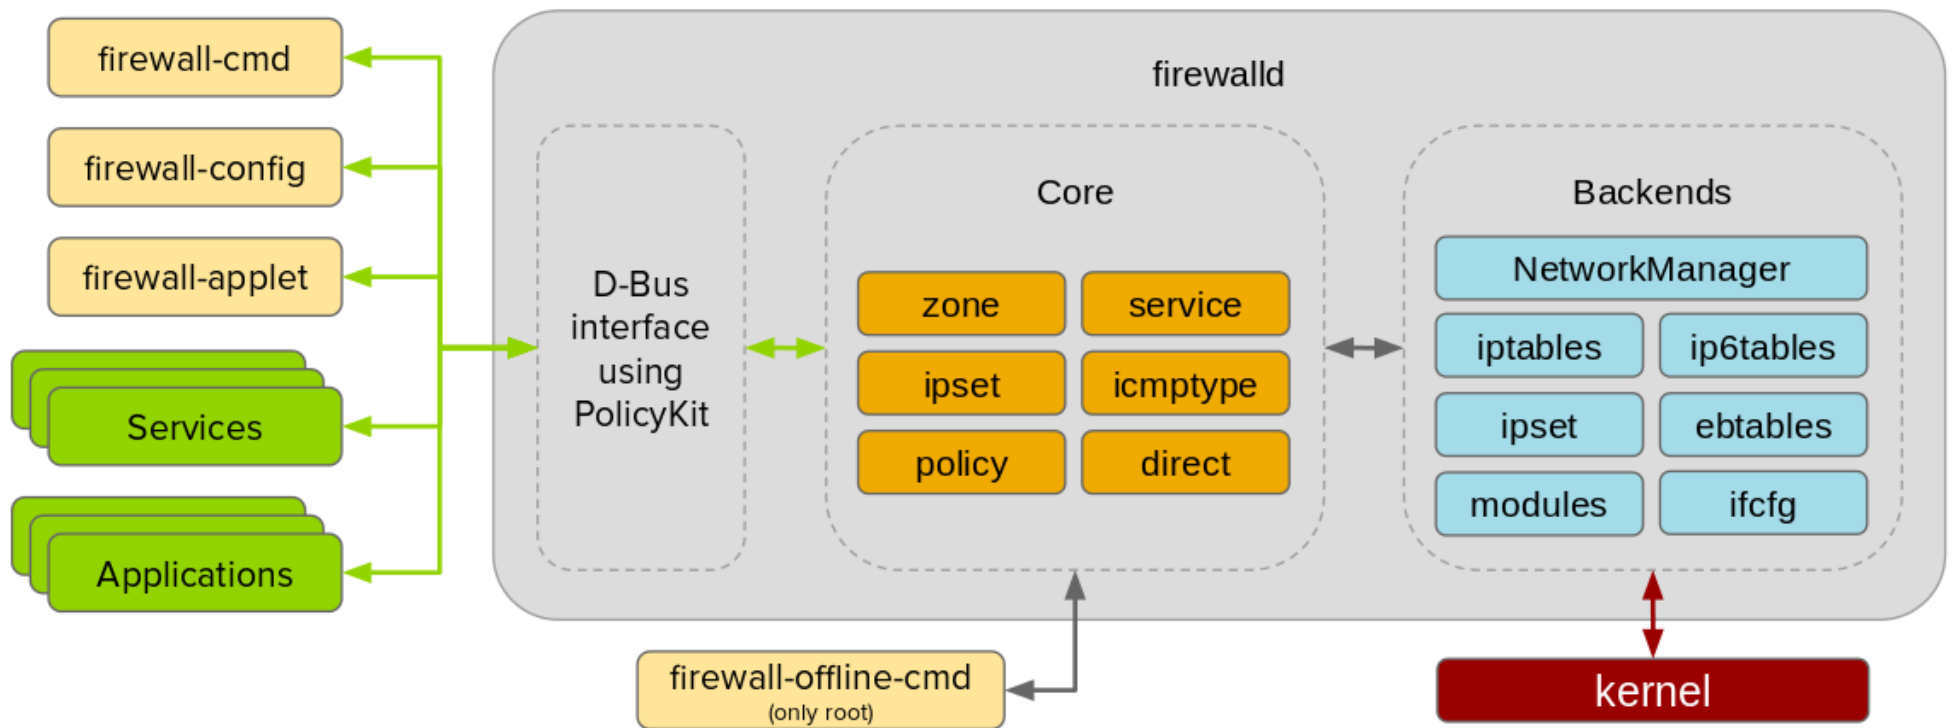 firewall-cmd
firewall-config
firewall-applet
Services
Applications
firewalld
D-Bus
interface
using
PolicyKit
Core
zone
service
ipset
icmptype
policy
direct
Backends
NetworkManager
iptables
ip6tables
ipset
ebtables
modules
ifcfg
firewall-offline-cmd
(only root)
kernel